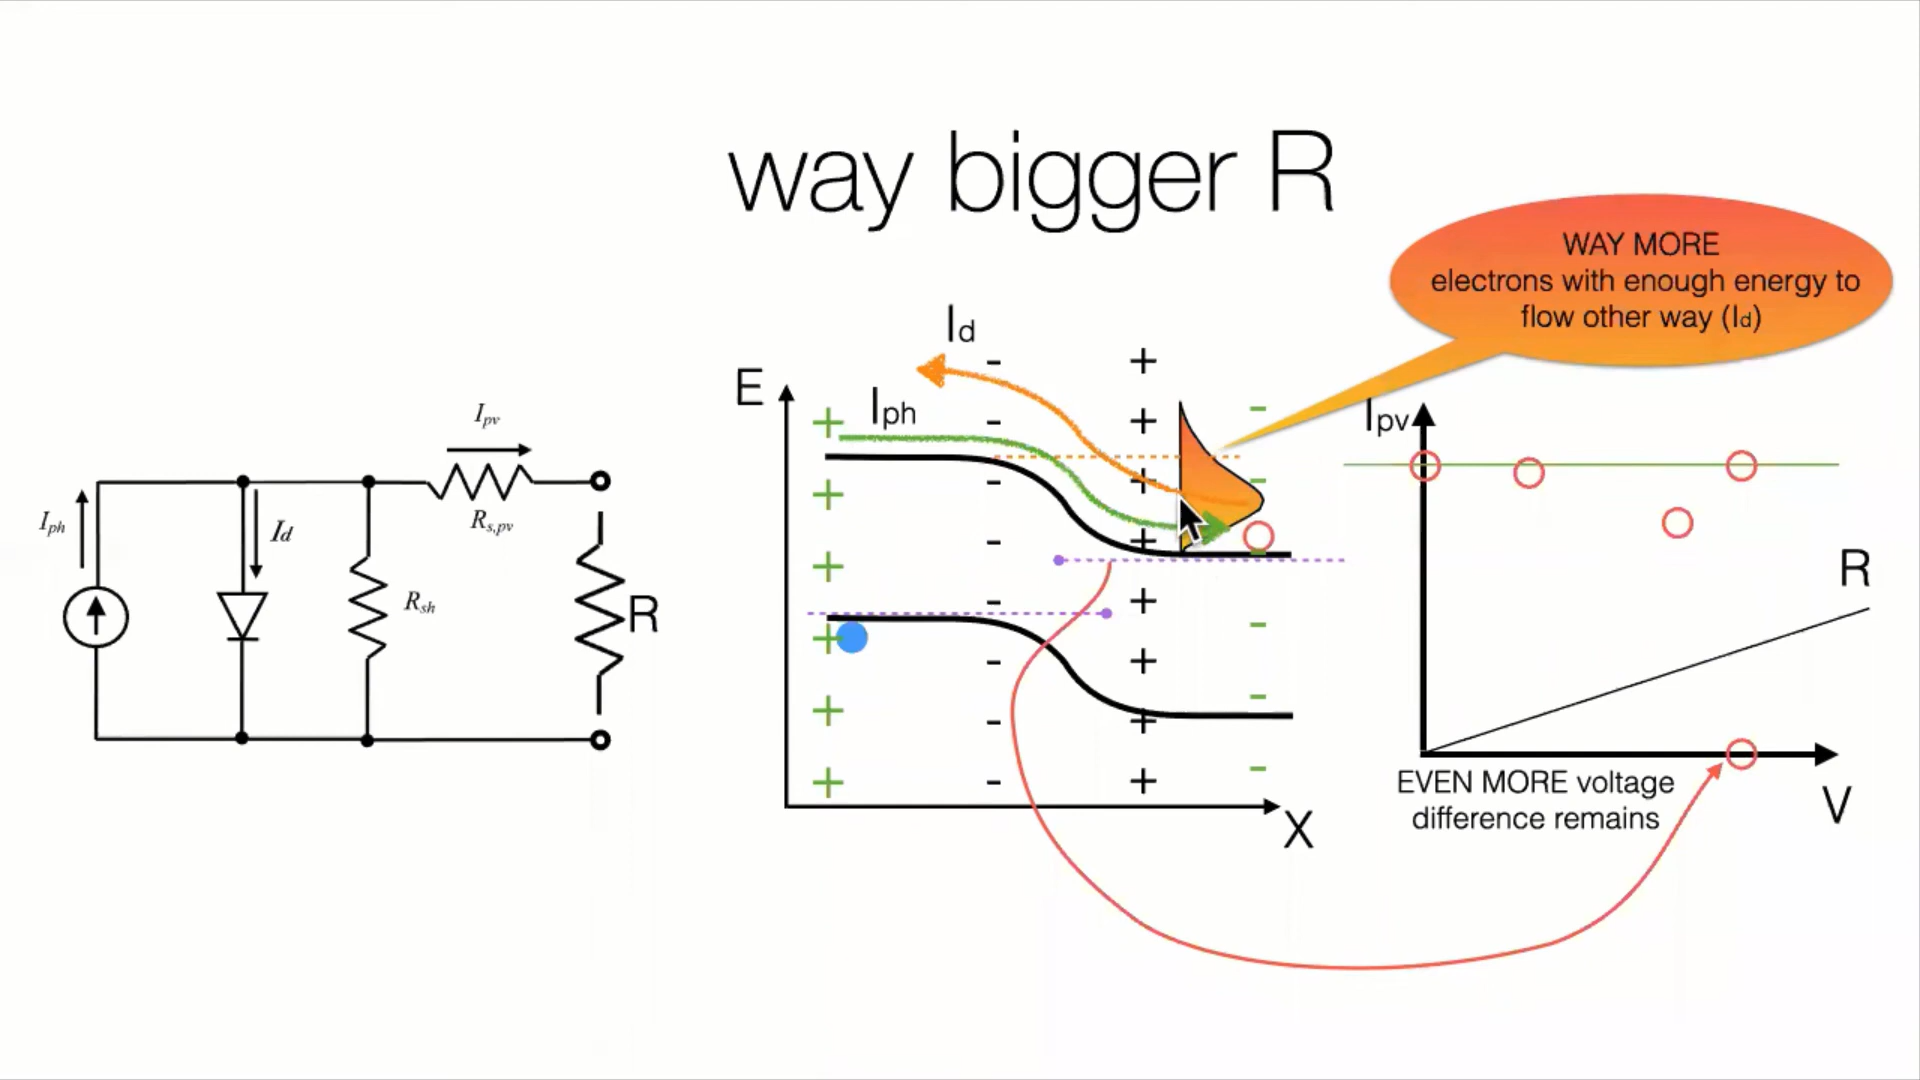 way bigger R
WAY MORE
electrons with enough energy to
flow other way (Id)
Id
E
Iph
Ipv
Ipv
Iph
Id
Rs,pv
Rsh
R
R
EVEN MORE voltage
difference remains
V
X